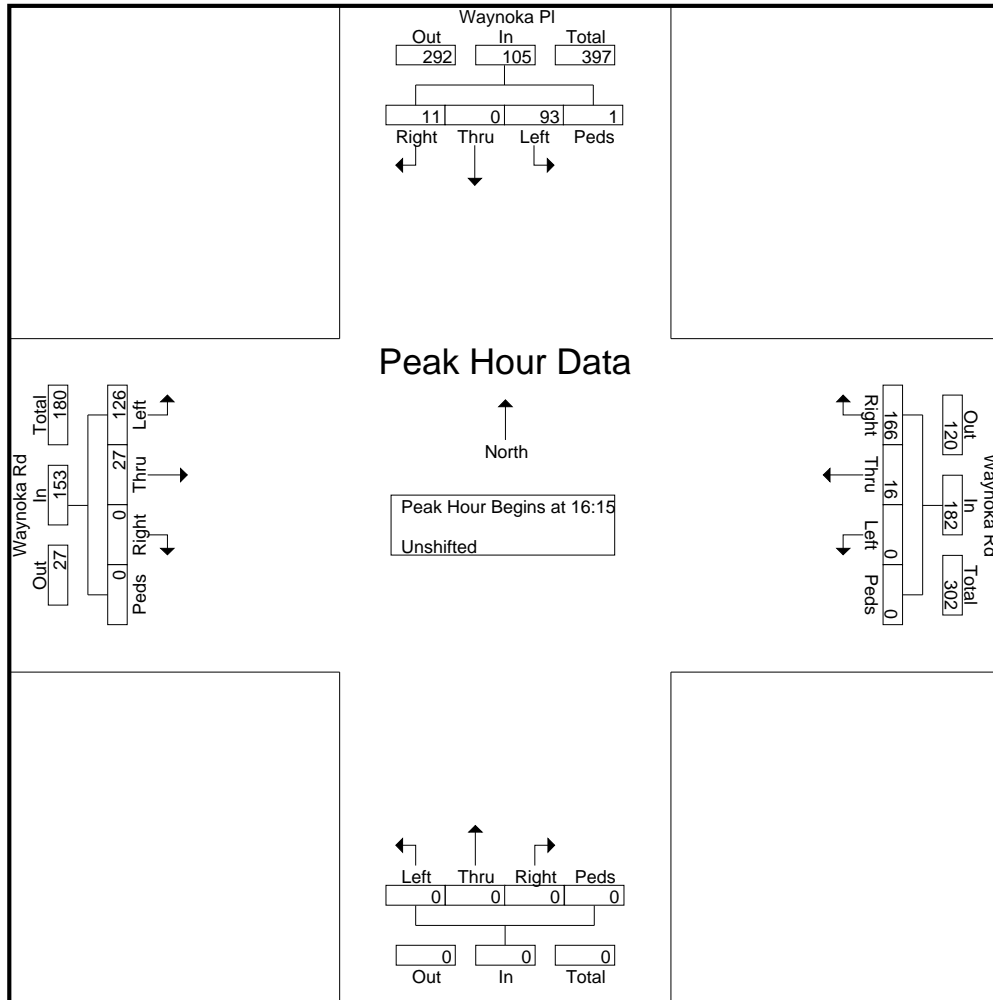 Waynoka Pl
Out In Total
292 105 397
11 0 93 1
Right Thru Left Peds
Peak Hour Data
North
Peak Hour Begins at 16:15
Unshifted
Waynoka Rd
Total In Out
180 153 27
126 27 0 0
Left Thru Right Peds
Right Thru Left Peds
166 16 0 0
Out In Total
120 182 302
Waynoka Rd
Left Thru Right Peds
0 0 0 0
0 0 0
Out In Total